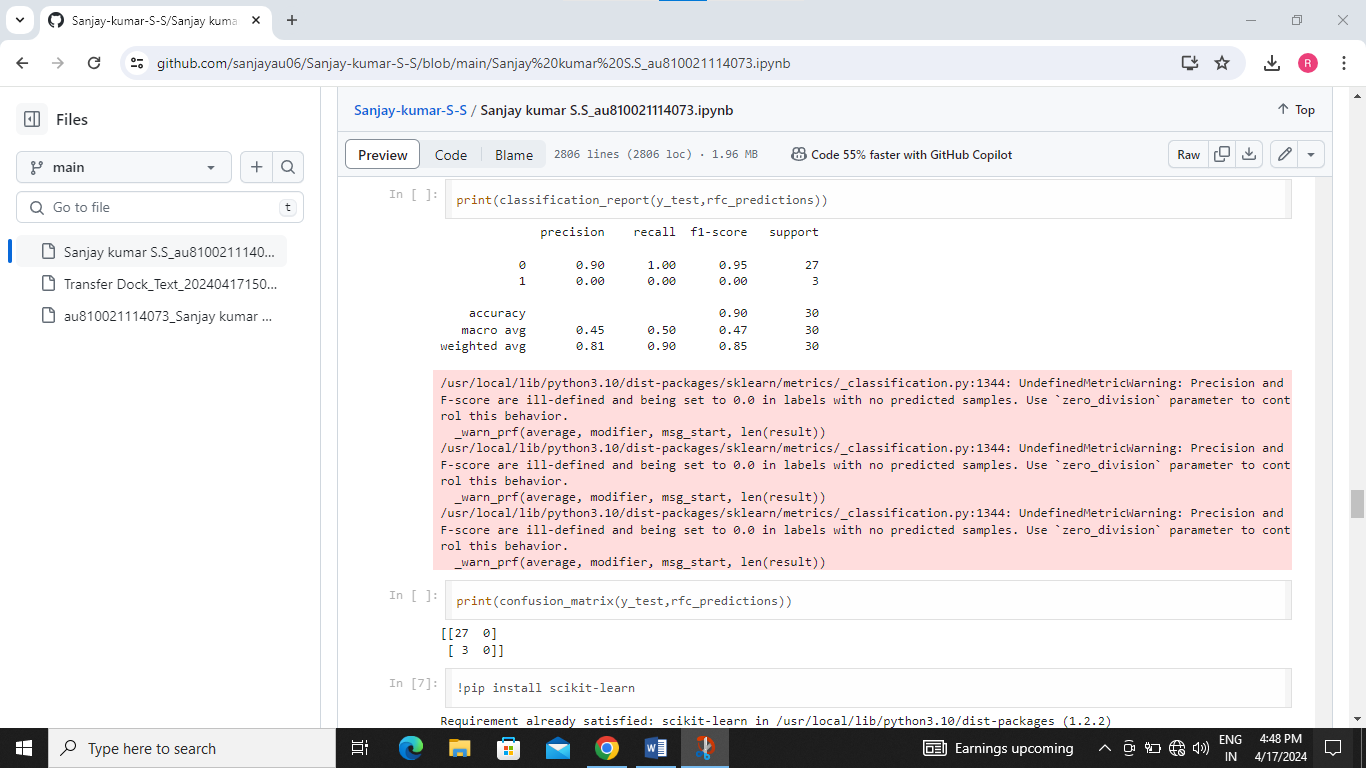 Sanjay-kumar-S-S/Sanjay kuma
github.com/sanjayau06/Sanjay-kumar-S-S/blob/main/Sanjay%20kumar%20S.S_au810021114073.ipynb
R
Files
Sanjay-kumar-S-S / Sanjay kumar S.S_au810021114073.ipynb
Top
main
Preview Code Blame 2806 lines (2806 loc) · 1.96 MB Code 55% faster with GitHub Copilot Raw
Go to file t
Sanjay kumar S.S_au8100211140...
Transfer Dock_Text_20240417150...
au810021114073_Sanjay kumar ...
In [ ]: print(classification_report(y_test,rfc_predictions))
precision recall f1-score support
0 0.90 1.00 0.95 27
1 0.00 0.00 0.00 3
accuracy 0.90 30
macro avg 0.45 0.50 0.47 30
weighted avg 0.81 0.90 0.85 30
/usr/local/lib/python3.10/dist-packages/sklearn/metrics/_classification.py:1344: UndefinedMetricWarning: Precision and
F-score are ill-defined and being set to 0.0 in labels with no predicted samples. Use `zero_division` parameter to cont
rol this behavior.
_warn_prf(average, modifier, msg_start, len(result))
/usr/local/lib/python3.10/dist-packages/sklearn/metrics/_classification.py:1344: UndefinedMetricWarning: Precision and
F-score are ill-defined and being set to 0.0 in labels with no predicted samples. Use `zero_division` parameter to cont
rol this behavior.
_warn_prf(average, modifier, msg_start, len(result))
/usr/local/lib/python3.10/dist-packages/sklearn/metrics/_classification.py:1344: UndefinedMetricWarning: Precision and
F-score are ill-defined and being set to 0.0 in labels with no predicted samples. Use `zero_division` parameter to cont
rol this behavior.
_warn_prf(average, modifier, msg_start, len(result))
In [ ]: print(confusion_matrix(y_test,rfc_predictions))
[[27 0]
[ 3 0]]
In [7]: !pip install scikit-learn
Requirement already satisfied: scikit-learn in /usr/local/lib/python3.10/dist-packages (1.2.2)
Type here to search
Earnings upcoming
ENG
IN
4:48 PM
4/17/2024